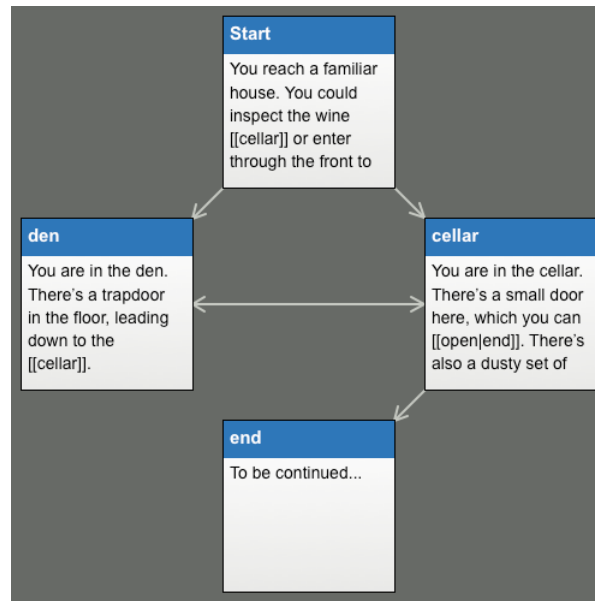 Start
You reach a familiar
house. You could
inspect the wine
[[cellar]] or enter
through the front to
den
You are in the den.
There's a trapdoor
in the floor, leading
down to the
[[cellar]].
cellar
You are in the cellar.
There's a small door
here, which you can
[[open|end]]. There's
also a dusty set of
end
To be continued...